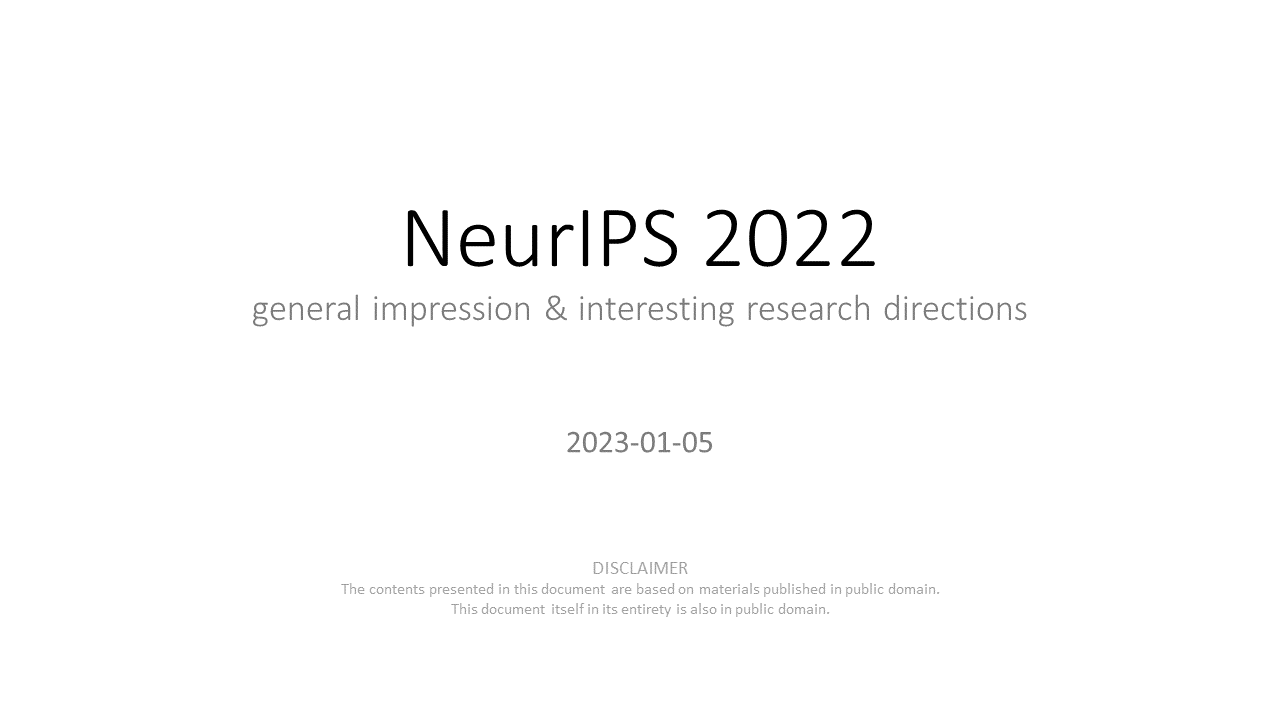 NeurIPS 2022
general impression & interesting research directions
2023-01-05
DISCLAIMER
The contents presented in this document are based on materials published in public domain.
This document itself in its entirety is also in public domain.